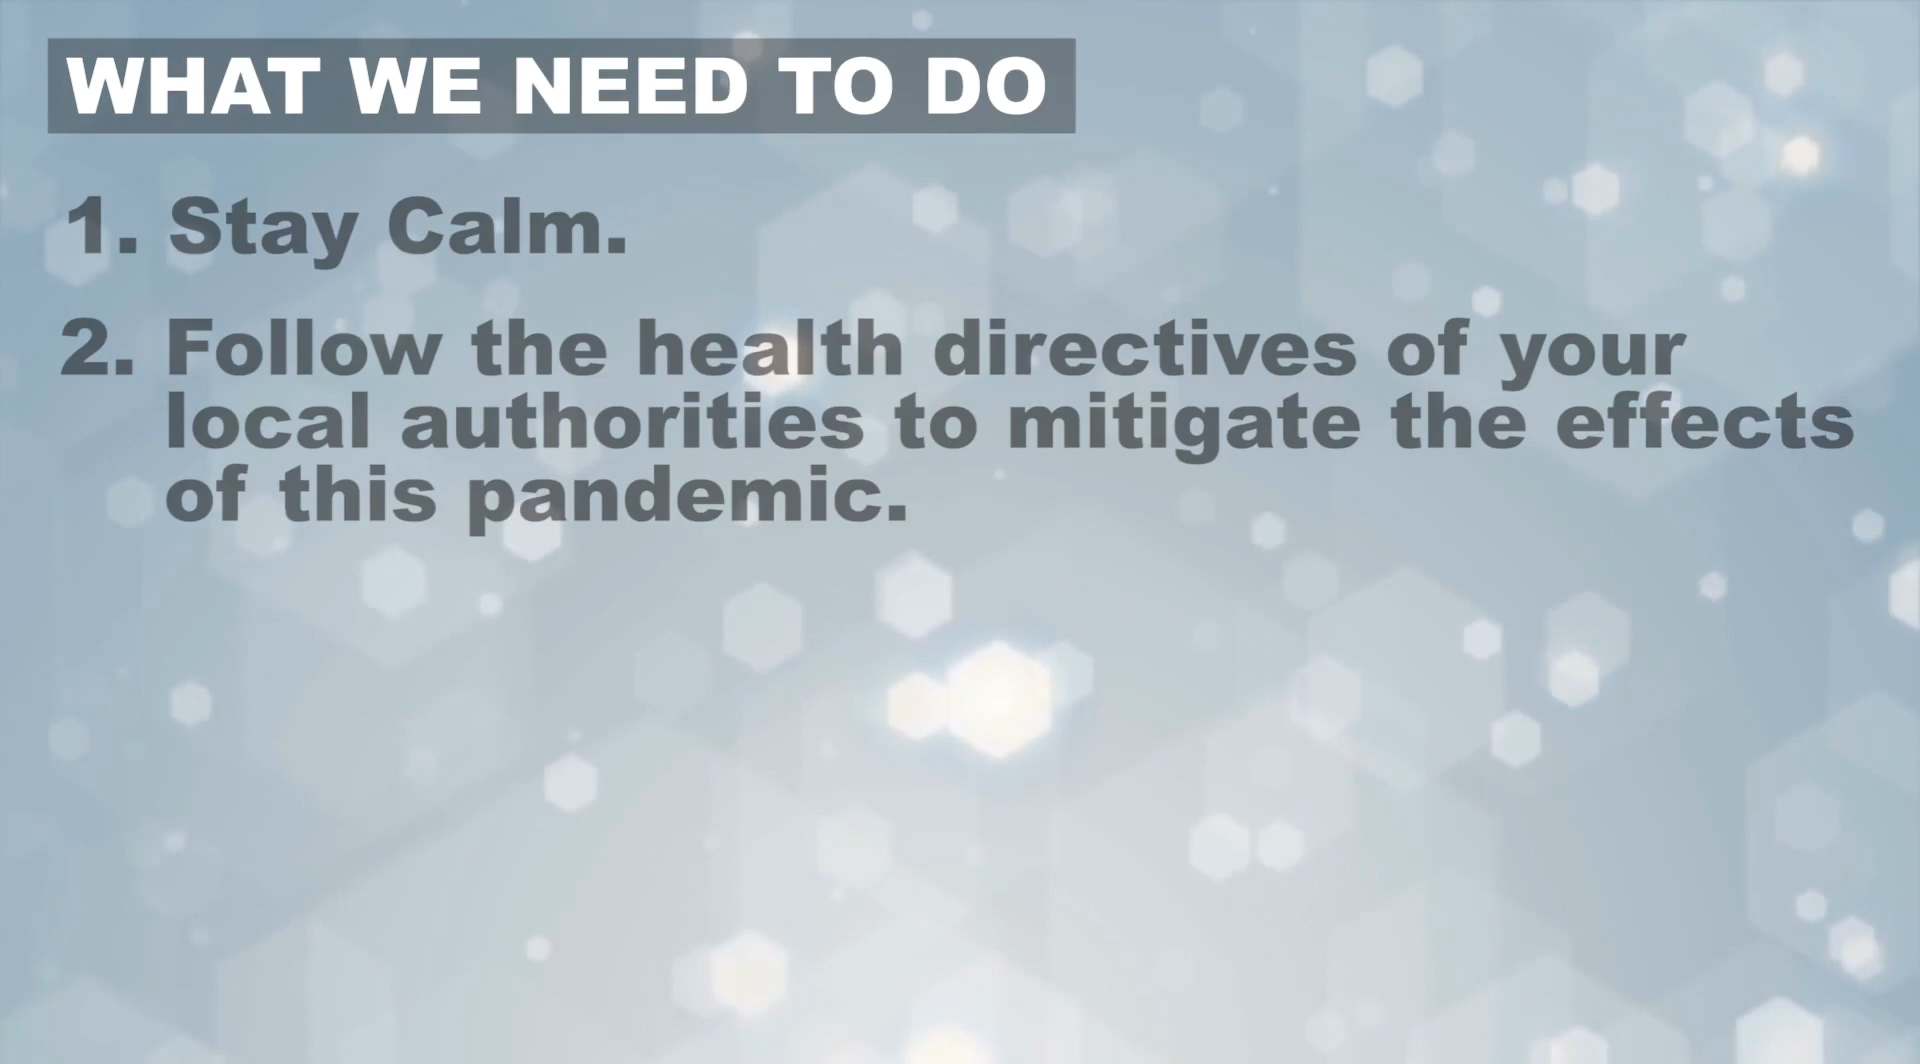 WHAT WE NEED TO DO
1. Stay Calm.
2. Follow the health directives of your
local authorities to mitigate the effects
of this pandemic.